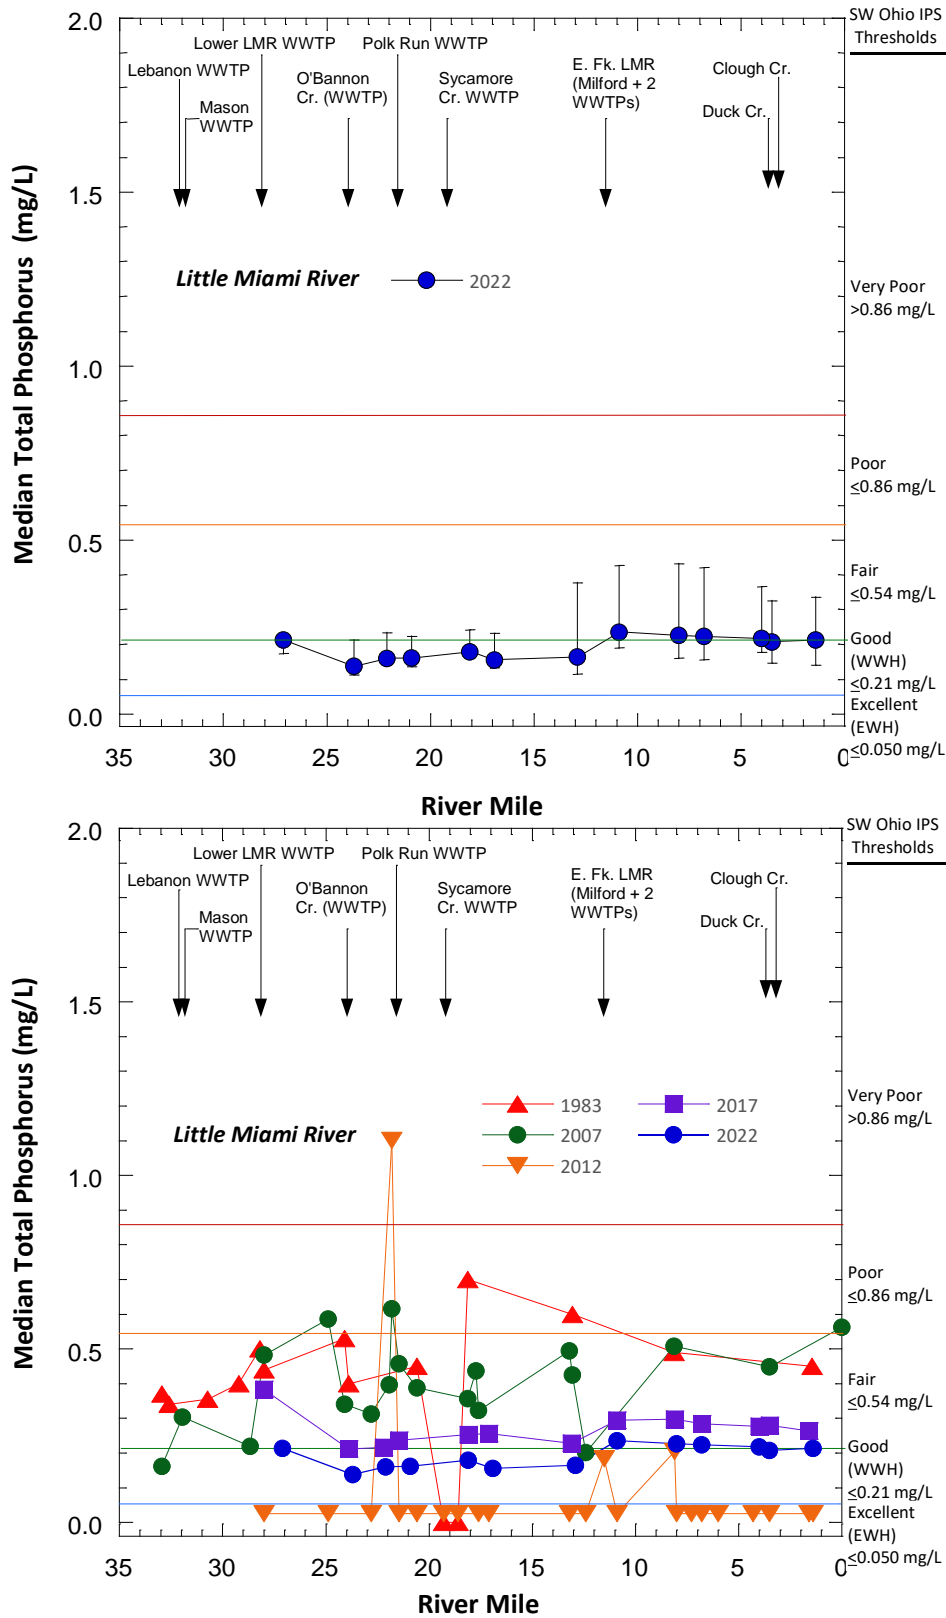 SW Ohio IPS
Thresholds
2.0
Lower LMR WWTP
Polk Run WWTP
Lebanon WWTP
O'Bannon
Cr. (WWTP)
Sycamore
Cr. WWTP
E. Fk. LMR
(Milford + 2
WWTPs)
Clough Cr.
Mason
WWTP
Duck Cr.
1.5
Little Miami River
2022
Very Poor
>0.86 mg/L
1.0
Poor
≤0.86 mg/L
0.5
Fair
≤0.54 mg/L
Good
(WWH)
≤0.21 mg/L
Excellent
(EWH)
≤0.050 mg/L
0.0
Median Total Phosphorus (mg/L)
35 30 25 20 15 10 5 0
River Mile
SW Ohio IPS
Thresholds
2.0
Lower LMR WWTP
Polk Run WWTP
Lebanon WWTP
O'Bannon
Cr. (WWTP)
Sycamore
Cr. WWTP
E. Fk. LMR
(Milford + 2
WWTPs)
Clough Cr.
Mason
WWTP
Duck Cr.
1.5
Little Miami River
1983
2007
2012
2017
2022
Very Poor
>0.86 mg/L
1.0
Poor
≤0.86 mg/L
0.5
Fair
≤0.54 mg/L
Good
(WWH)
≤0.21 mg/L
Excellent
(EWH)
≤0.050 mg/L
0.0
Median Total Phosphorus (mg/L)
35 30 25 20 15 10 5 0
River Mile